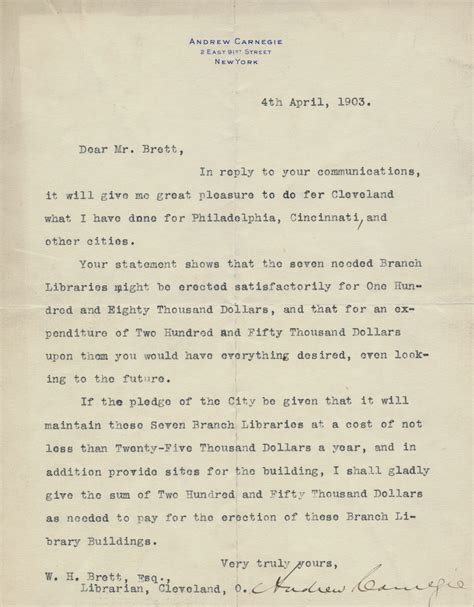 ANDREW CARNEGIE
2 EAST 91ST STREET
NEW YORK
4th April, 1903.
Dear Mr. Brett,
In reply to your communications,
it will give me great pleasure to do fer Cleveland
what I have done for Philadelphia, Cincinnati, and
other cities.
Your statement shows that the seven needed Branch
Libraries might be erected satisfactorily for One Hun-
dred and Eighty Thousand Dollars, and that for an ex-
penditure of Two Hundred and Fifty Thousand Dollars
upon them you would have everything desired, even look-
ing to the future.
If the pledge of the City be given that it will
maintain these Seven Branch Libraries at a cost of not
less than Twenty-Five Thousand Dollars a year, and in
addition provide sites for the building, I shall gladly
give the sum of Two Hundred and Fifty Thousand Dollars
as needed to pay for the erection of these Branch Li-
brary Buildings.
Very truly yours,
W. H. Brett, Esq.,
Librarian, Cleveland, O.
Andrew Carnegie